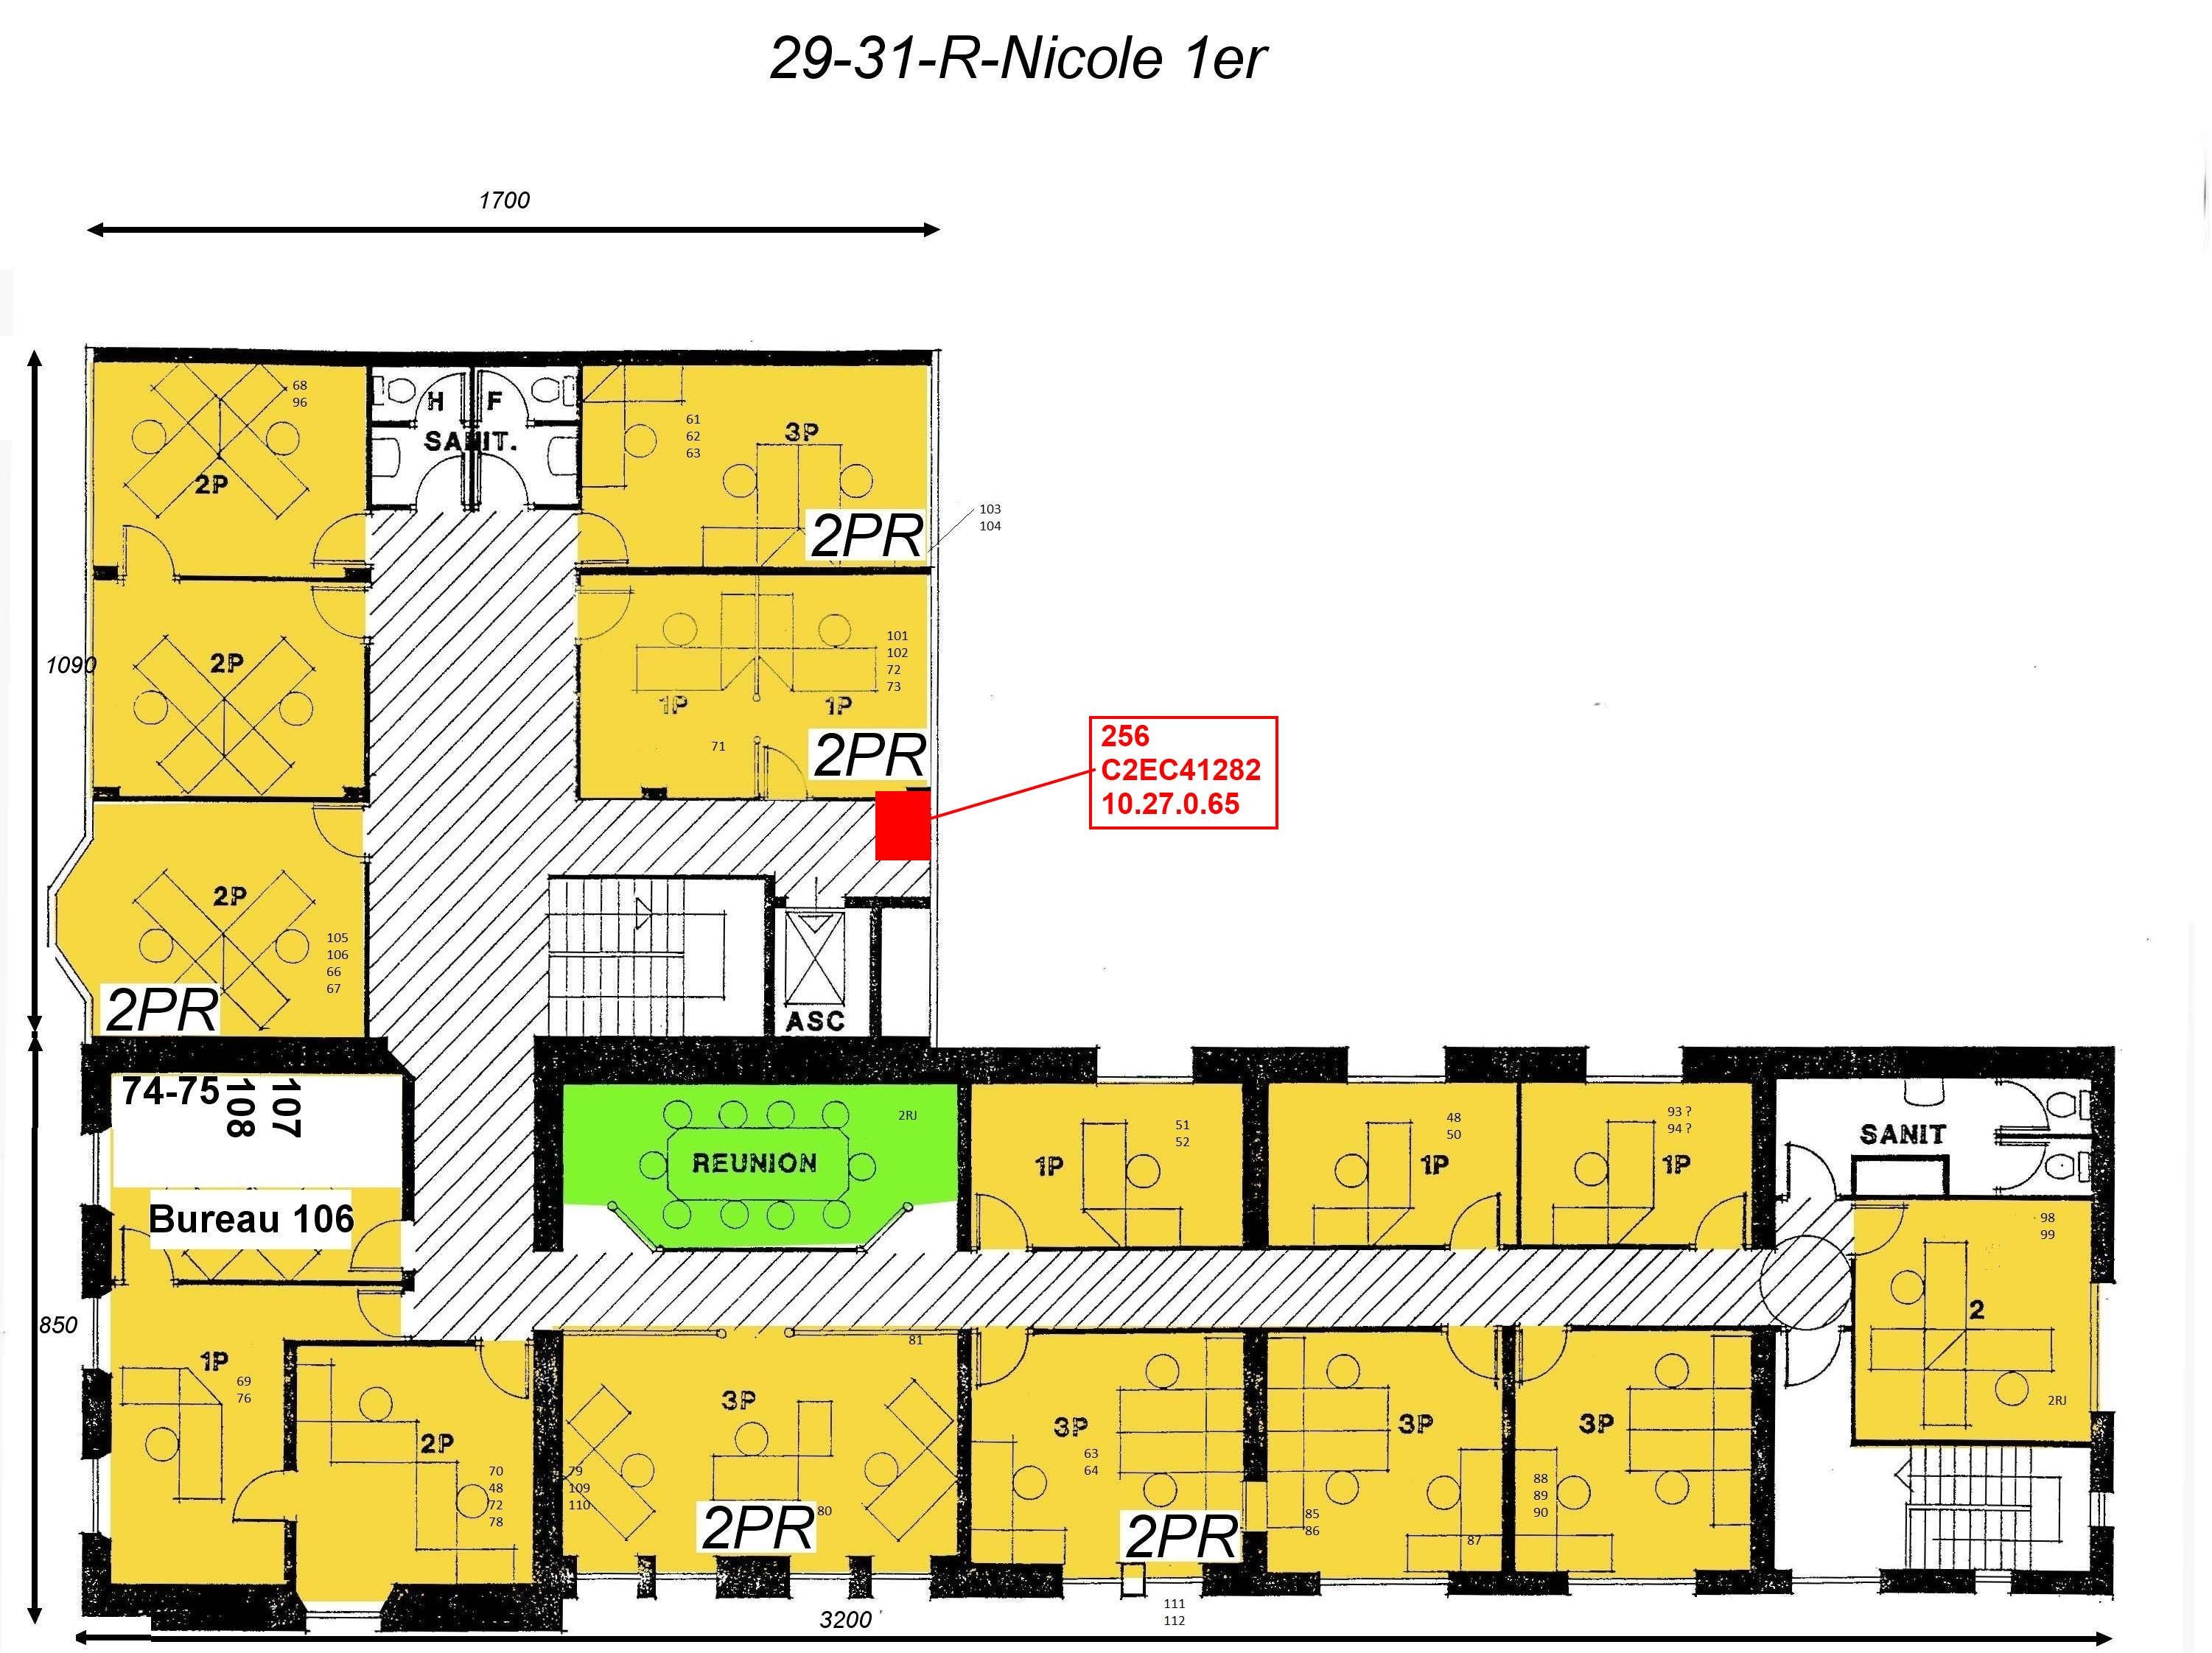 29-31-R-Nicole 1er
1700
68
96
2P
H F
SANIT.
61
62
63
3P
2PR
103
104
1090
2P
101
102
72
73
1P
1P
71
2PR
256
C2EC41282
10.27.0.65
2P
105
106
66
67
2PR
ASC
74-75
108
107
Bureau 106
2RJ
REUNION
51
52
1P
48
50
1P
93 ?
94 ?
1P
SANIT
98
99
2
2RJ
850
1P
69
76
2P
70
48
72
78
81
3P
79
109
110
80
2PR
3P
63
64
2PR
3P
85
86
87
3P
88
89
90
111
112
3200